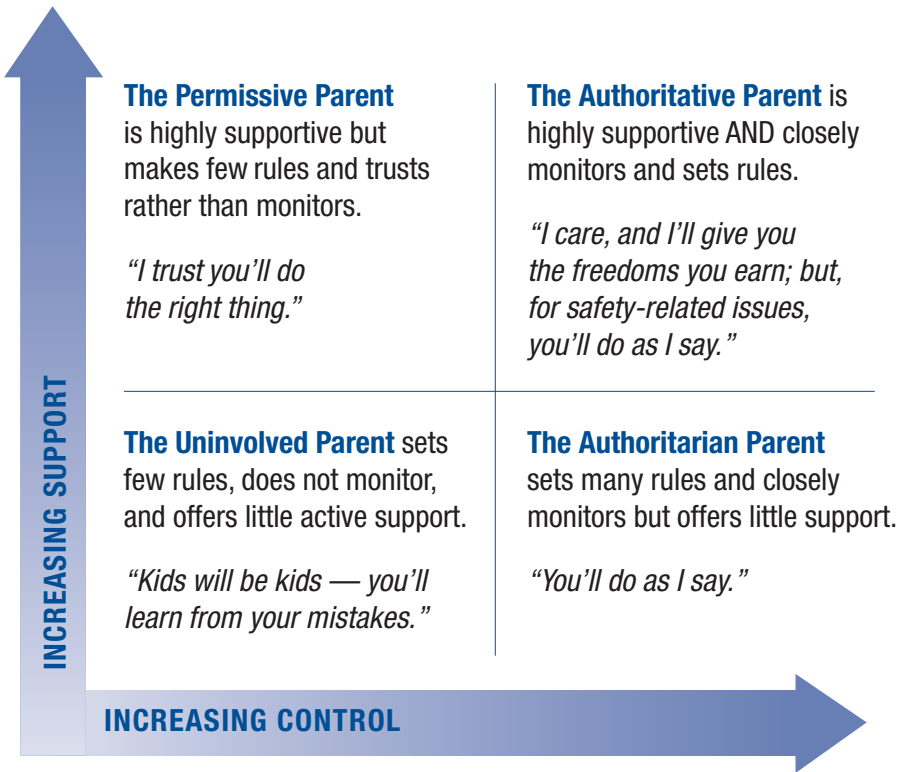 The Permissive Parent
is highly supportive but
makes few rules and trusts
rather than monitors.
“I trust you’ll do
the right thing.”
The Authoritative Parent is
highly supportive AND closely
monitors and sets rules.
“I care, and I’ll give you
the freedoms you earn; but,
for safety-related issues,
you’ll do as I say.”
The Uninvolved Parent sets
few rules, does not monitor,
and offers little active support.
“Kids will be kids — you’ll
learn from your mistakes.”
The Authoritarian Parent
sets many rules and closely
monitors but offers little support.
“You’ll do as I say.”
INCREASING SUPPORT
INCREASING CONTROL